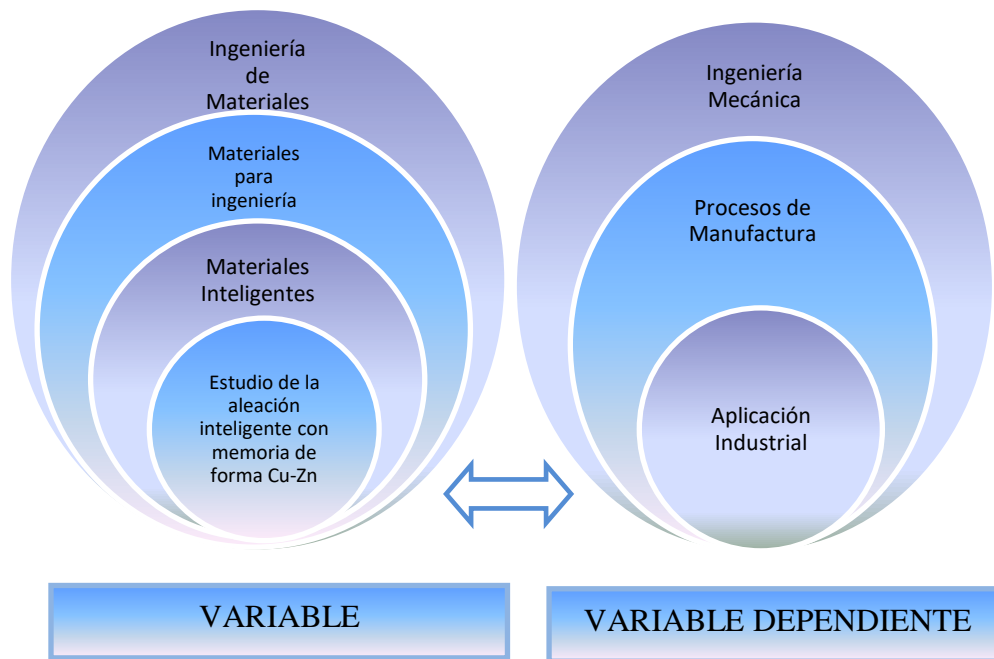 Ingeniería
de
Materiales
Materiales
para
ingeniería
Materiales
Inteligentes
Estudio de la
aleación
inteligente con
memoria de
forma Cu-Zn
Ingeniería
Mecánica
Procesos de
Manufactura
Aplicación
Industrial
VARIABLE
VARIABLE DEPENDIENTE